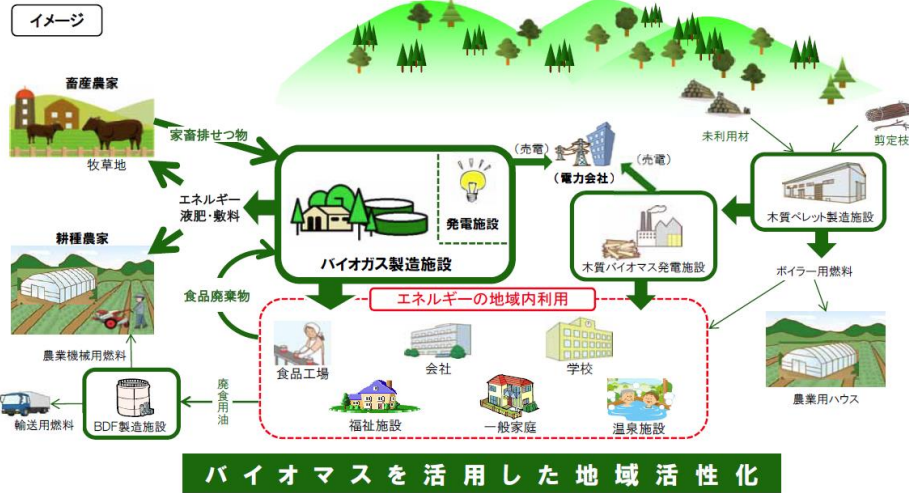 イメージ
畜産農家
牧草地
家畜排せつ物
未利用材
剪定枝
(売電)
(電力会社)
(売電)
木質ペレット製造施設
エネルギー
液肥・敷料
発電施設
バイオガス製造施設
木質バイオマス発電施設
耕種農家
食品廃棄物
ボイラー用燃料
エネルギーの地域内利用
食品工場
会社
学校
農業機械用燃料
農業用ハウス
廃食用油
福祉施設
一般家庭
温泉施設
輸送用燃料
BDF製造施設
バイオマスを活用した地域活性化